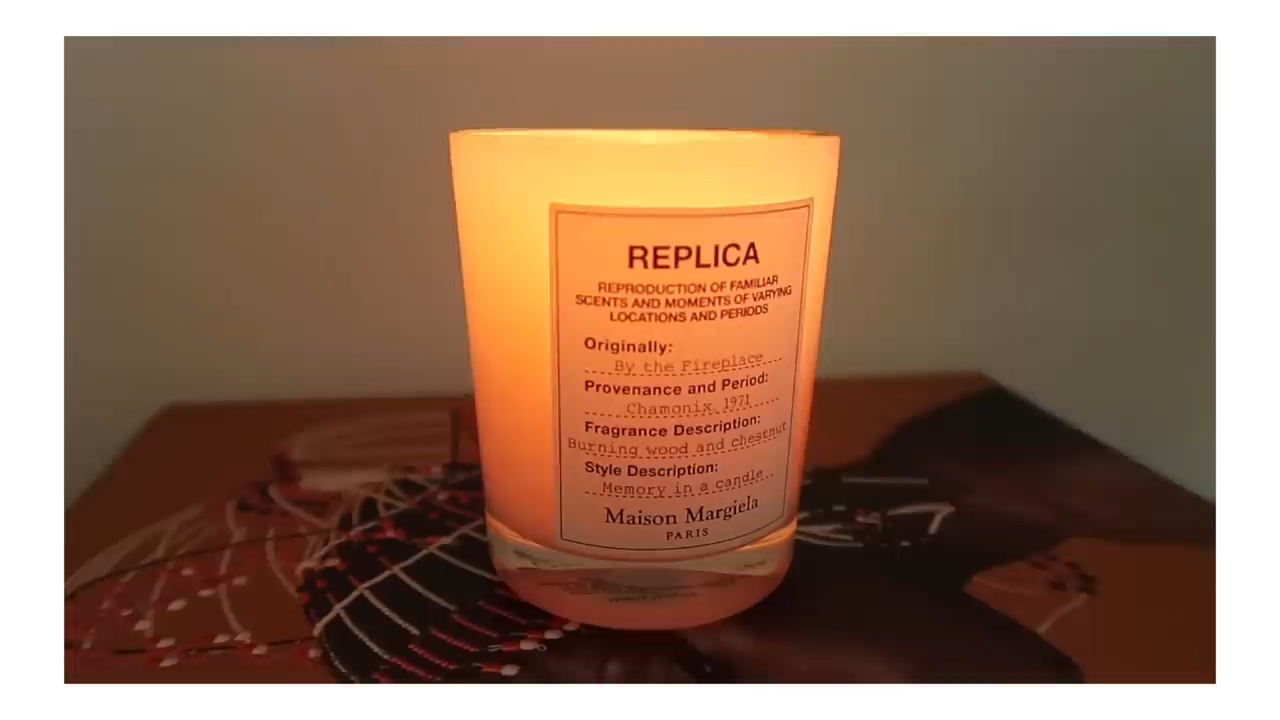 REPLICA
REPRODUCTION OF FAMILIAR
SCENTS AND MOMENTS OF VARYING
LOCATIONS AND PERIODS
Originally:
By the Fireplace
Provenance and Period:
Chamonix, 1971
Fragrance Description:
Burning wood and chestnut
Style Description:
Memory in a candle
Maison Margiela
PARIS